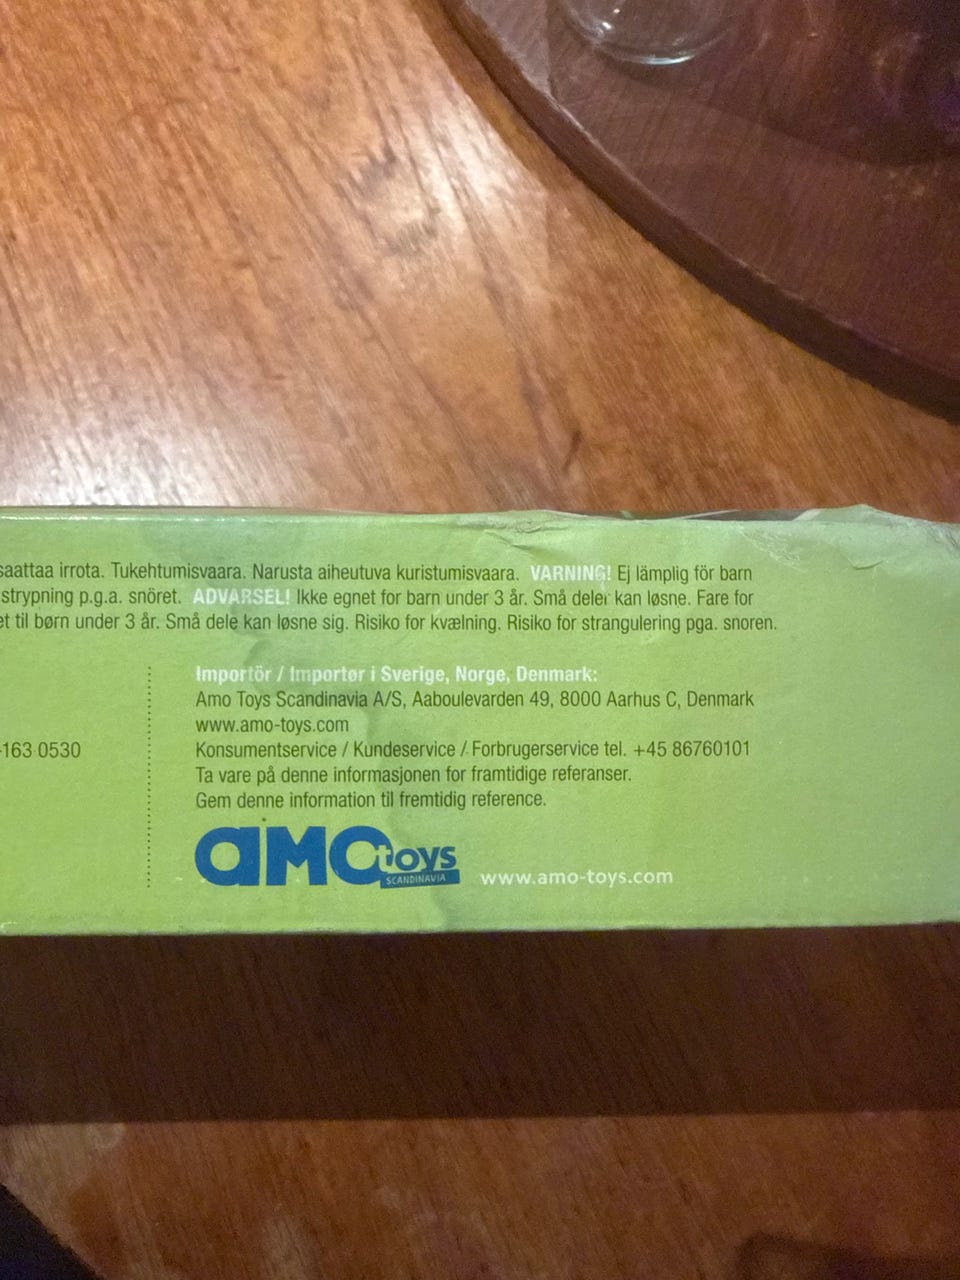 saattaa irrota. Tukehtumisvaara. Narusta aiheutuva kuristumisvaara. VARNING! Ej lämplig för barn
strypning p.g.a. snöret. ADVARSEL! Ikke egnet for barn under 3 år. Små deler kan løsne. Fare for
et til børn under 3 år. Små dele kan løsne sig. Risiko for kvælning. Risiko for strangulering pga. snoren.
Importör / Importør i Sverige, Norge, Denmark:
Amo Toys Scandinavia A/S, Aaboulevarden 49, 8000 Aarhus C, Denmark
www.amo-toys.com
-163 0530
Konsumentservice / Kundeservice / Forbrugerservice tel. +45 86760101
Ta vare på denne informasjonen for framtidige referanser.
Gem denne information til fremtidig reference.
amo toys
SCANDINAVIA
www.amo-toys.com